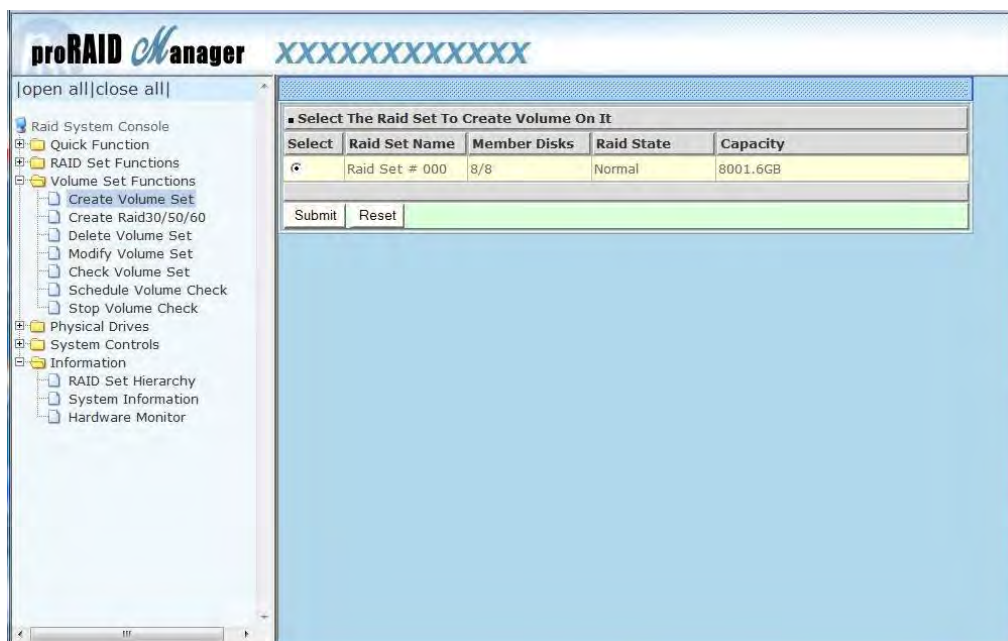 proRAID Manager XXXXXXXXXXXXX
|open all|close all|
Raid System Console
Quick Function
RAID Set Functions
Volume Set Functions
Create Volume Set
Create Raid30/50/60
Delete Volume Set
Modify Volume Set
Check Volume Set
Schedule Volume Check
Stop Volume Check
Physical Drives
System Controls
Information
RAID Set Hierarchy
System Information
Hardware Monitor
Select The Raid Set To Create Volume On It
Select Raid Set Name Member Disks Raid State Capacity
Raid Set # 000 8/8 Normal 8001.6GB
Submit Reset